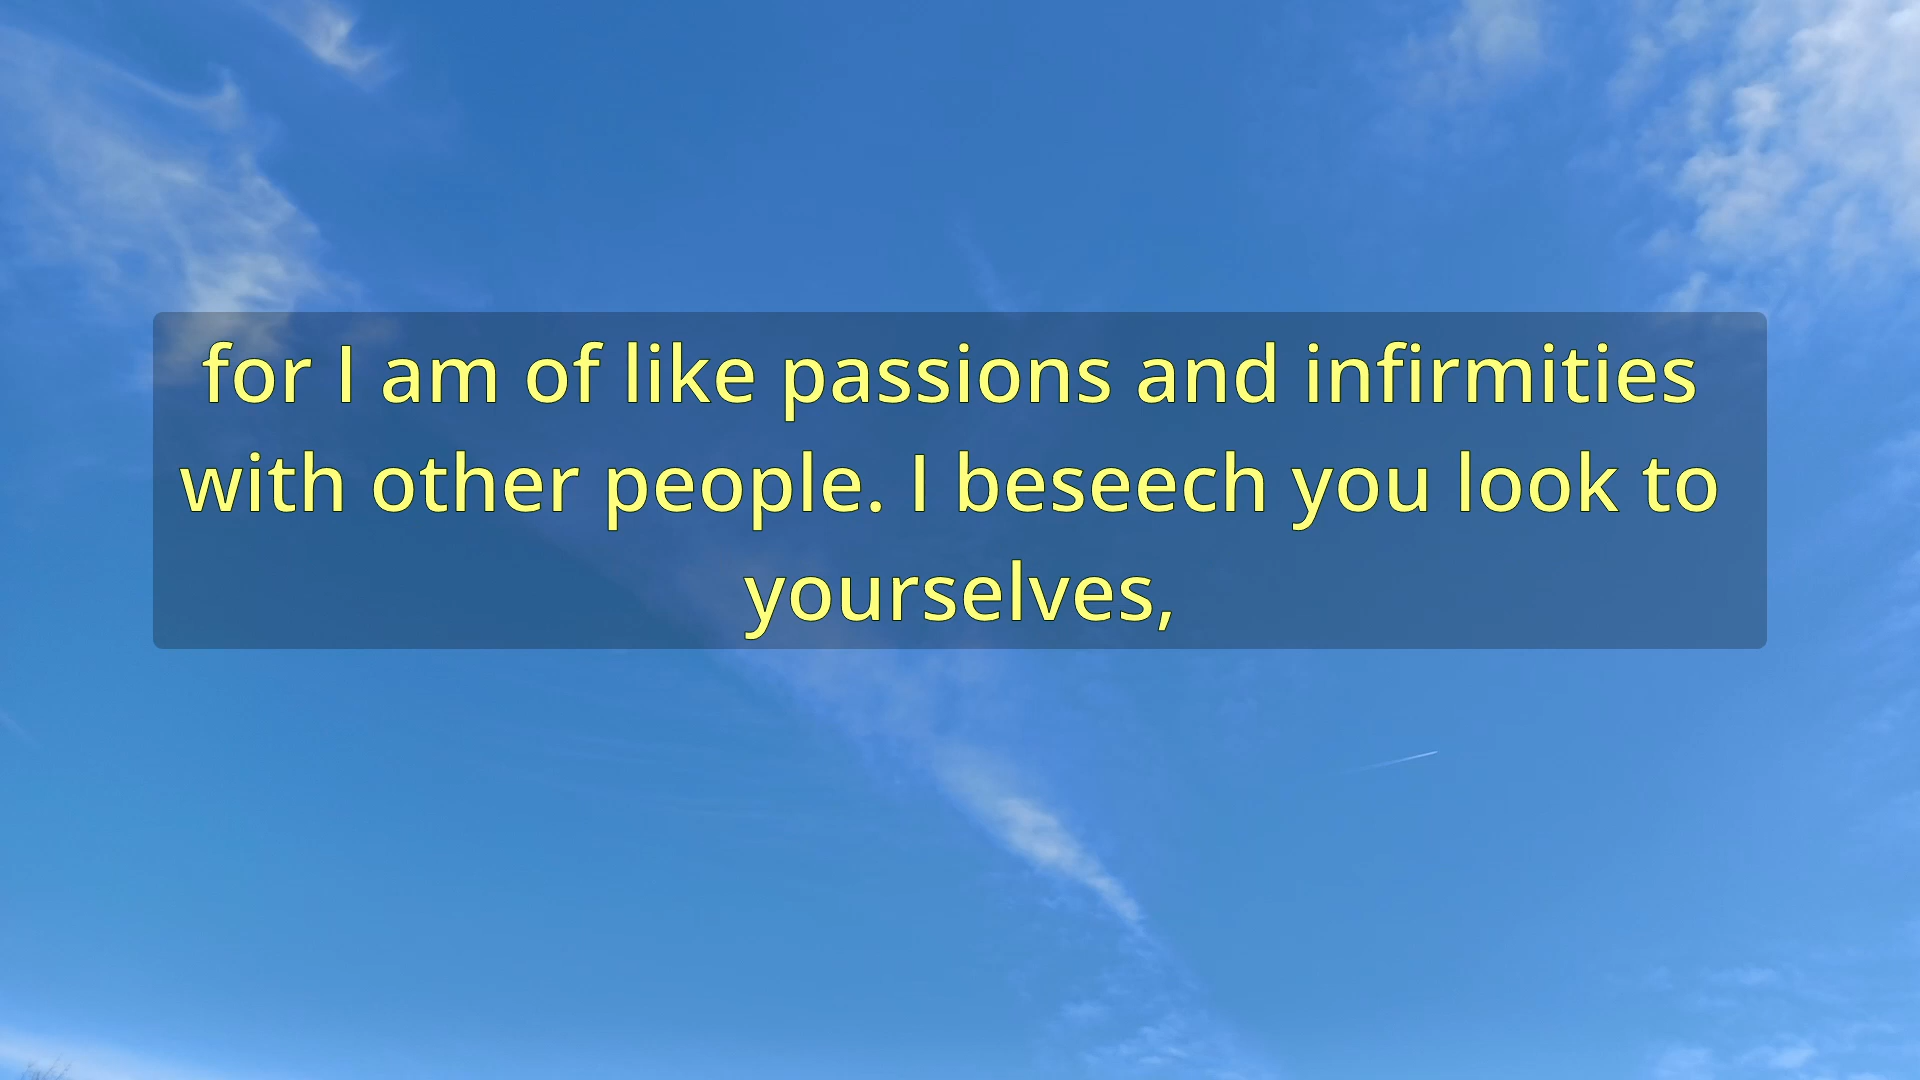 for I am of like passions and infirmities
with other people. I beseech you look to
yourselves,